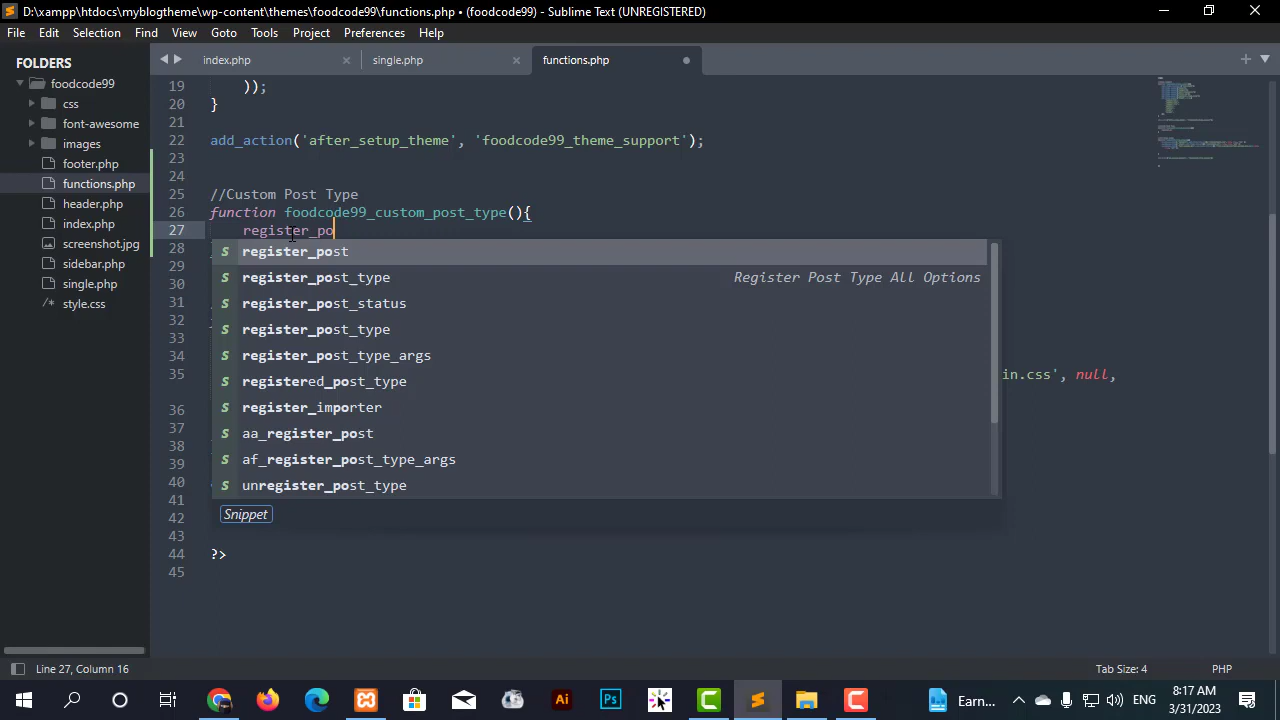 D:\xampp\htdocs\myblogtheme\wp-content\themes\foodcode99\functions.php • (foodcode99) - Sublime Text (UNREGISTERED)
File Edit Selection Find View Goto Tools Project Preferences Help
FOLDERS
foodcode99
css
font-awesome
images
footer.php
functions.php
header.php
index.php
screenshot.jpg
sidebar.php
single.php
style.css
index.php single.php functions.php
19 ));
20 }
21
22 add_action('after_setup_theme', 'foodcode99_theme_support');
23
24
25 //Custom Post Type
26 function foodcode99_custom_post_type(){
27 register_po
28
29
30
31
32
33
34
35 in.css', null,
36
37
38
39
40
41
42
43
44 ?>
45
S register_post
S register_post_type Register Post Type All Options
S register_post_status
S register_post_type
S register_post_type_args
S registered_post_type
S register_importer
S aa_register_post
S af_register_post_type_args
S unregister_post_type
Snippet
Line 27, Column 16 Tab Size: 4 PHP
Ai Ps Earn... ENG
8:17 AM
3/31/2023